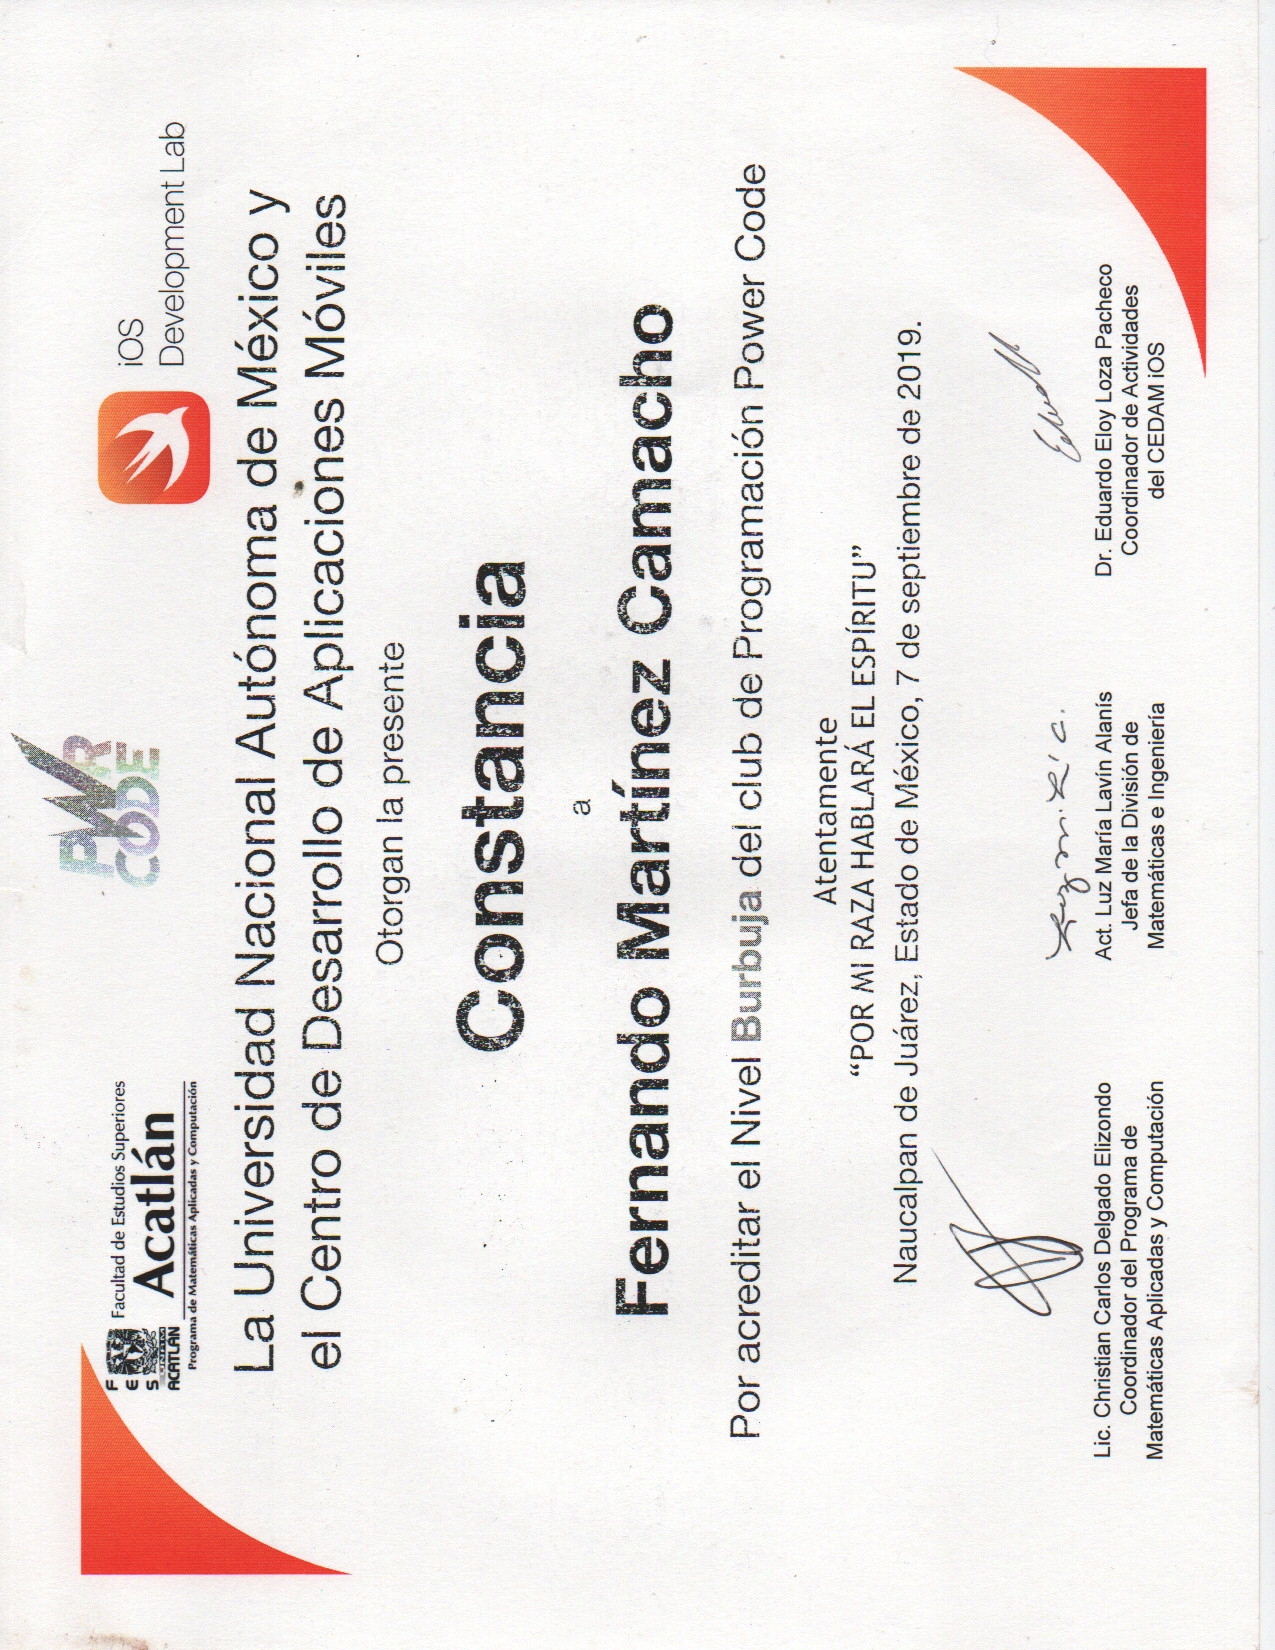 FES ACATLÁN
UNAM
Facultad de Estudios Superiores
Acatlán
Programa de Matemáticas Aplicadas y Computación
PWR
CODE
iOS
Development Lab
La Universidad Nacional Autónoma de México y
el Centro de Desarrollo de Aplicaciones Móviles
Otorgan la presente
Constancia
a
Fernando Martínez Camacho
Por acreditar el Nivel Burbuja del club de Programación Power Code
Atentamente
“POR MI RAZA HABLARÁ EL ESPÍRITU”
Naucalpan de Juárez, Estado de México, 7 de septiembre de 2019.
Lic. Christian Carlos Delgado Elizondo
Coordinador del Programa de
Matemáticas Aplicadas y Computación
Act. Luz María Lavín Alanís
Jefa de la División de
Matemáticas e Ingeniería
Dr. Eduardo Eloy Loza Pacheco
Coordinador de Actividades
del CEDAM iOS